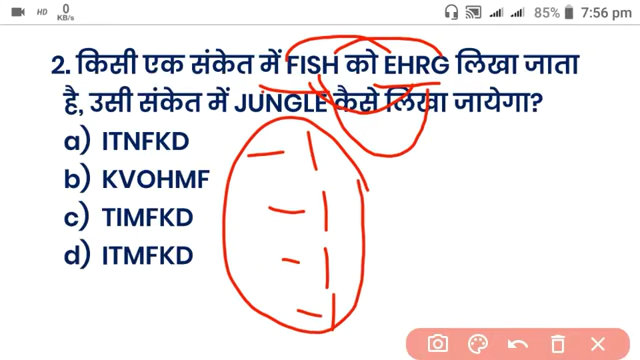 HD
0
KB/s
85% 7:56 pm
2. किसी एक संकेत में FISH को EHRG लिखा जाता
है, उसी संकेत में JUNGLE कैसे लिखा जायेगा?
a) ITNFKD
b) KVOHMF
c) TIMFKD
d) ITMFKD